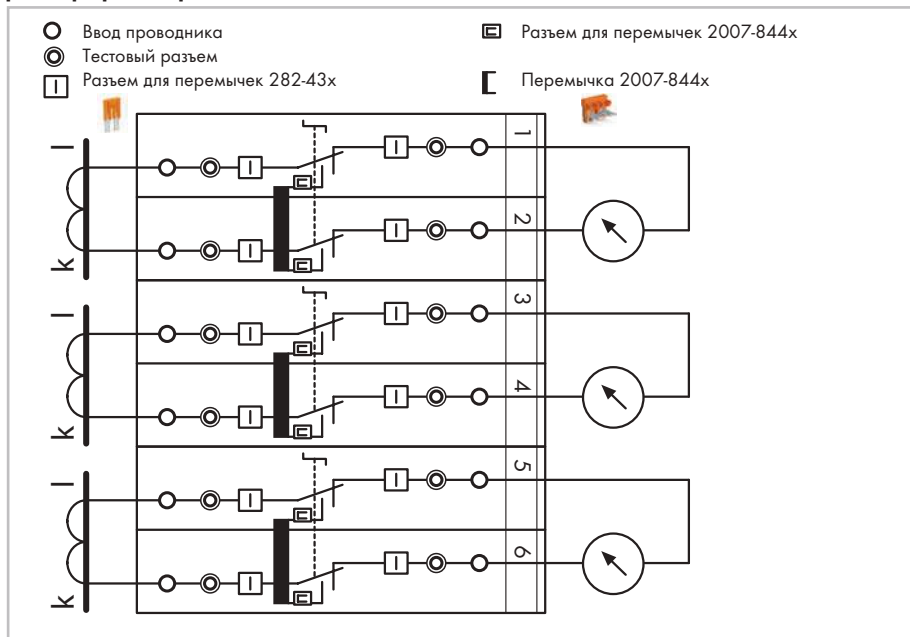 Ввод проводника
Тестовый разъем
Разъем для перемычек 282-43x
Разъем для перемычек 2007-844x
Перемычка 2007-844x
l
k
1
2
l
k
3
4
l
k
5
6